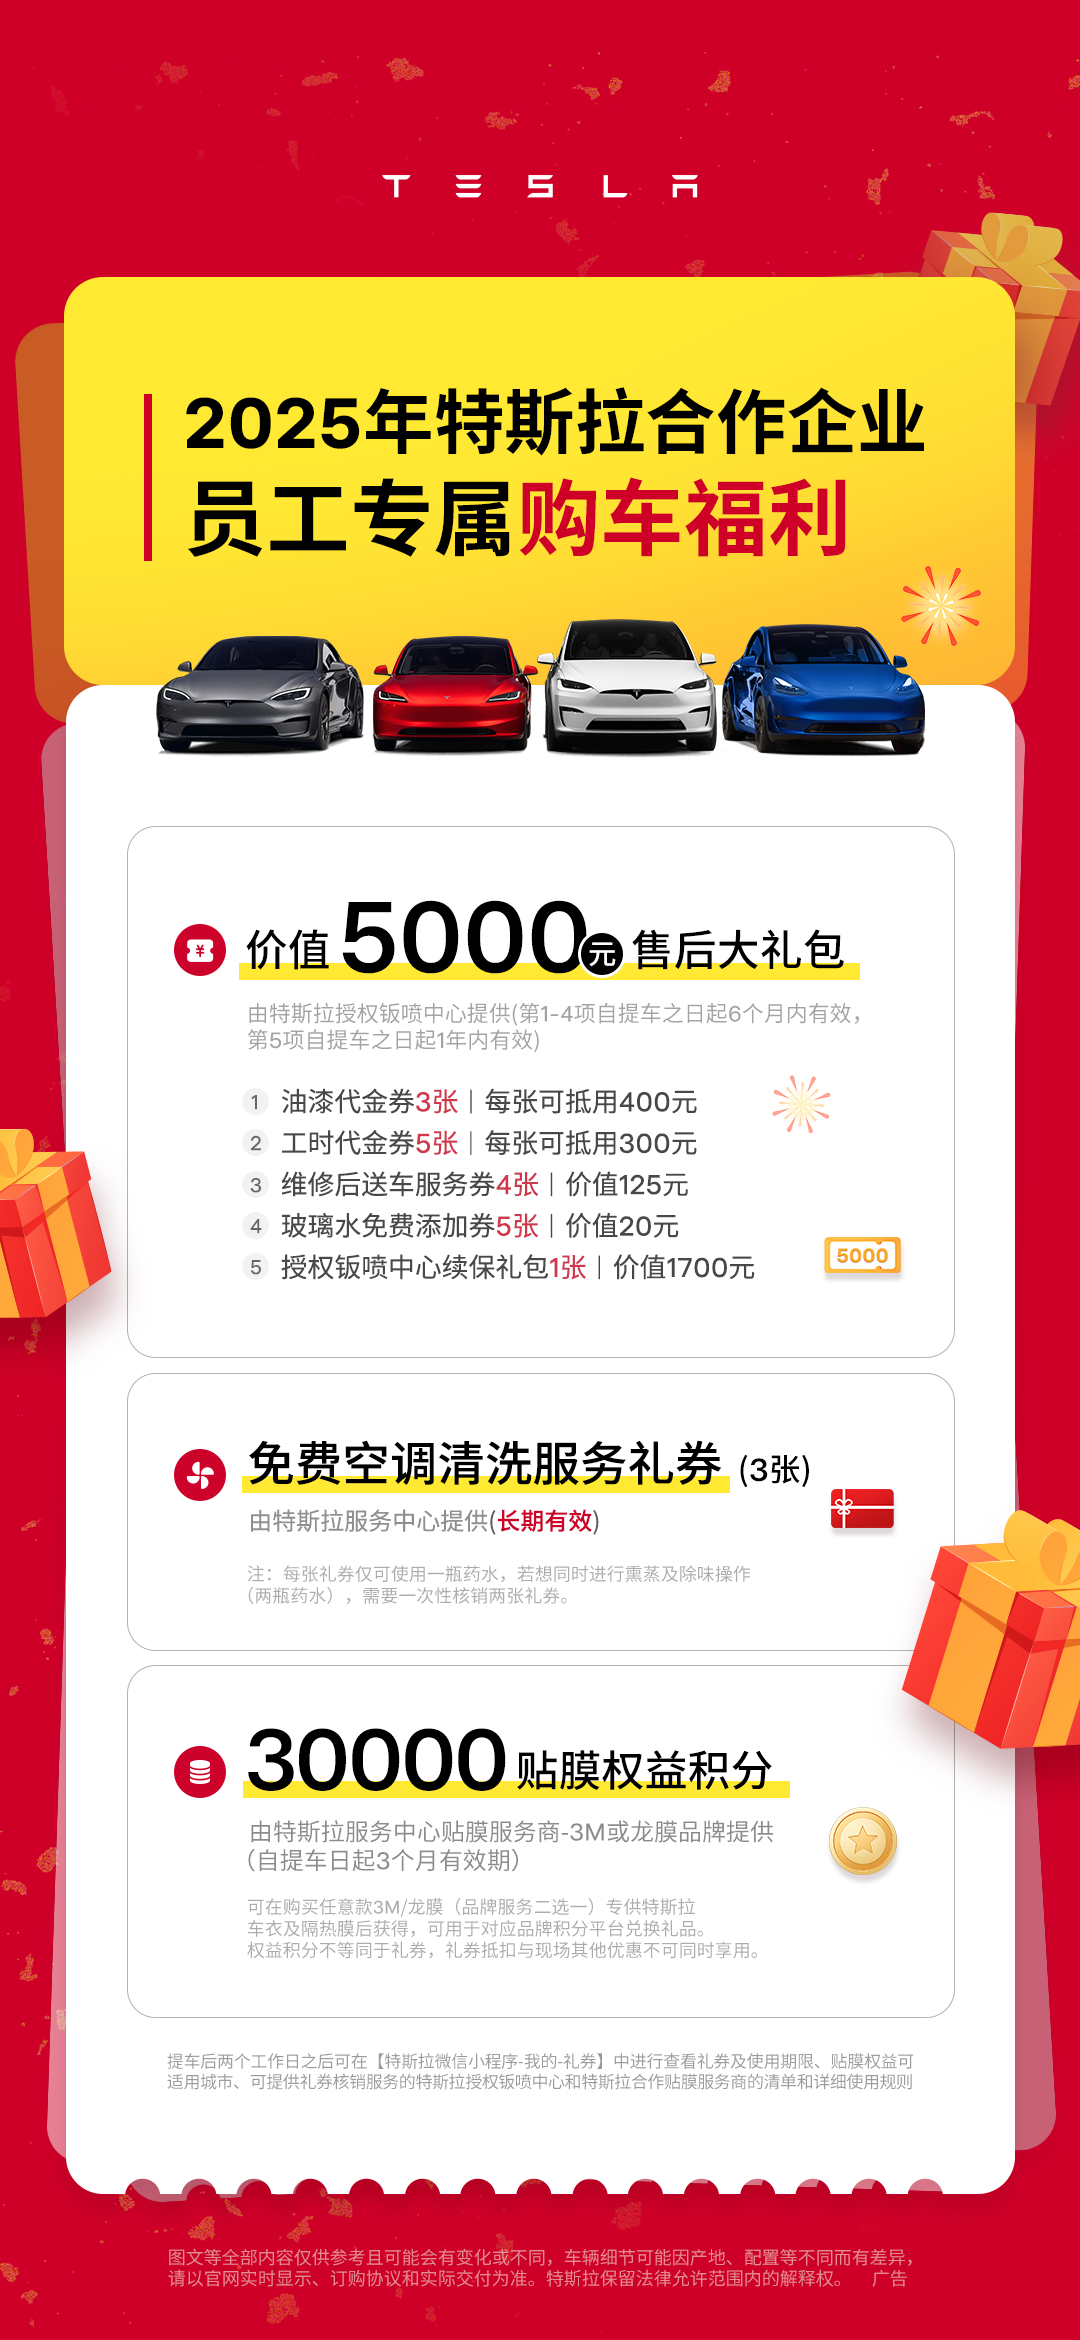 TESLA
2025年特斯拉合作企业
员工专属购车福利
价值5000元售后大礼包
由特斯拉授权钣喷中心提供(第1-4项自提车之日起6个月内有效，
第5项自提车之日起1年内有效)
1 油漆代金券3张 | 每张可抵用400元
2 工时代金券5张 | 每张可抵用300元
3 维修后送车服务券4张 | 价值125元
4 玻璃水免费添加券5张 | 价值20元
5 授权钣喷中心续保礼包1张 | 价值1700元
5000
免费空调清洗服务礼券 (3张)
由特斯拉服务中心提供(长期有效)
注：每张礼券仅可使用一瓶药水，若想同时进行熏蒸及除味操作
（两瓶药水），需要一次性核销两张礼券。
30000贴膜权益积分
由特斯拉服务中心贴膜服务商-3M或龙膜品牌提供
（自提车日起3个月有效期）
可在购买任意款3M/龙膜（品牌服务二选一）专供特斯拉
车衣及隔热膜后获得，可用于对应品牌积分平台兑换礼品。
权益积分不等同于礼券，礼券抵扣与现场其他优惠不可同时享用。
提车后两个工作日之后可在【特斯拉微信小程序-我的-礼券】中进行查看礼券及使用期限、贴膜权益可
适用城市、可提供礼券核销服务的特斯拉授权钣喷中心和特斯拉合作贴膜服务商的清单和详细使用规则
图文等全部内容仅供参考且可能会有变化或不同，车辆细节可能因产地、配置等不同而有差异，
请以官网实时显示、订购协议和实际交付为准。特斯拉保留法律允许范围内的解释权。 广告